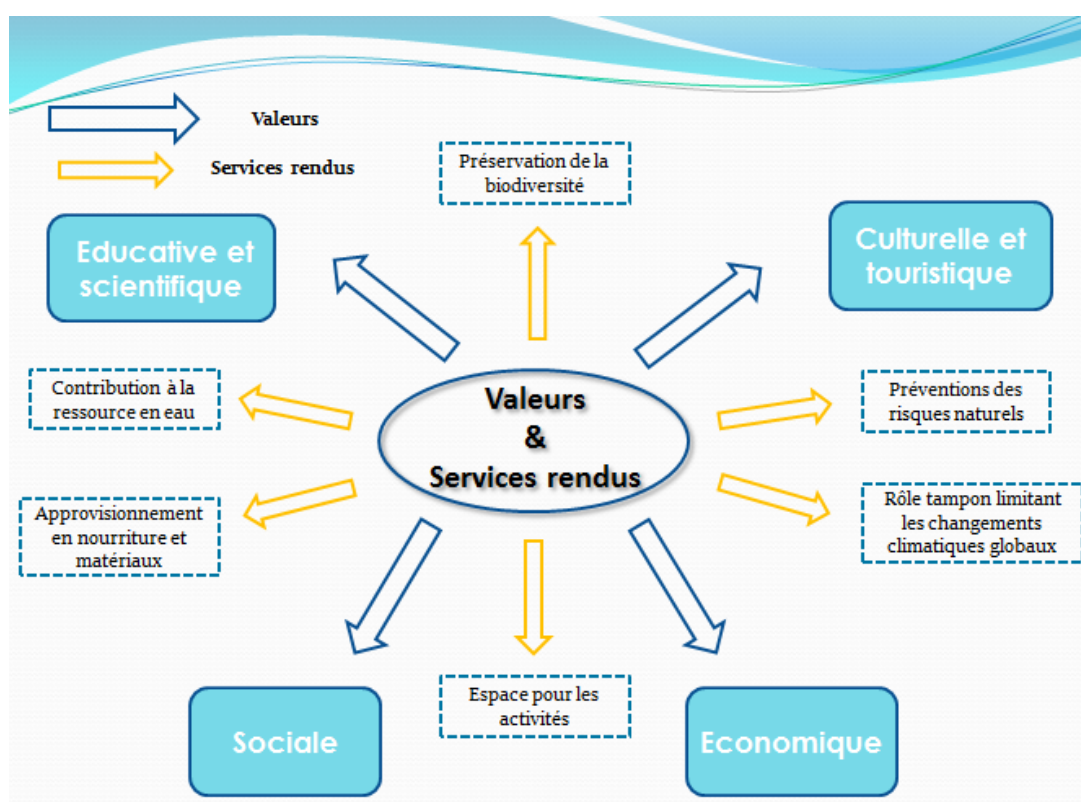 Valeurs
Services rendus
Préservation de la
biodiversité
Educative et
scientifique
Culturelle et
touristique
Contribution à la
ressource en eau
Valeurs
&
Services rendus
Préventions des
risques naturels
Approvisionnement
en nourriture et
matériaux
Rôle tampon limitant
les changements
climatiques globaux
Espace pour les
activités
Sociale
Economique